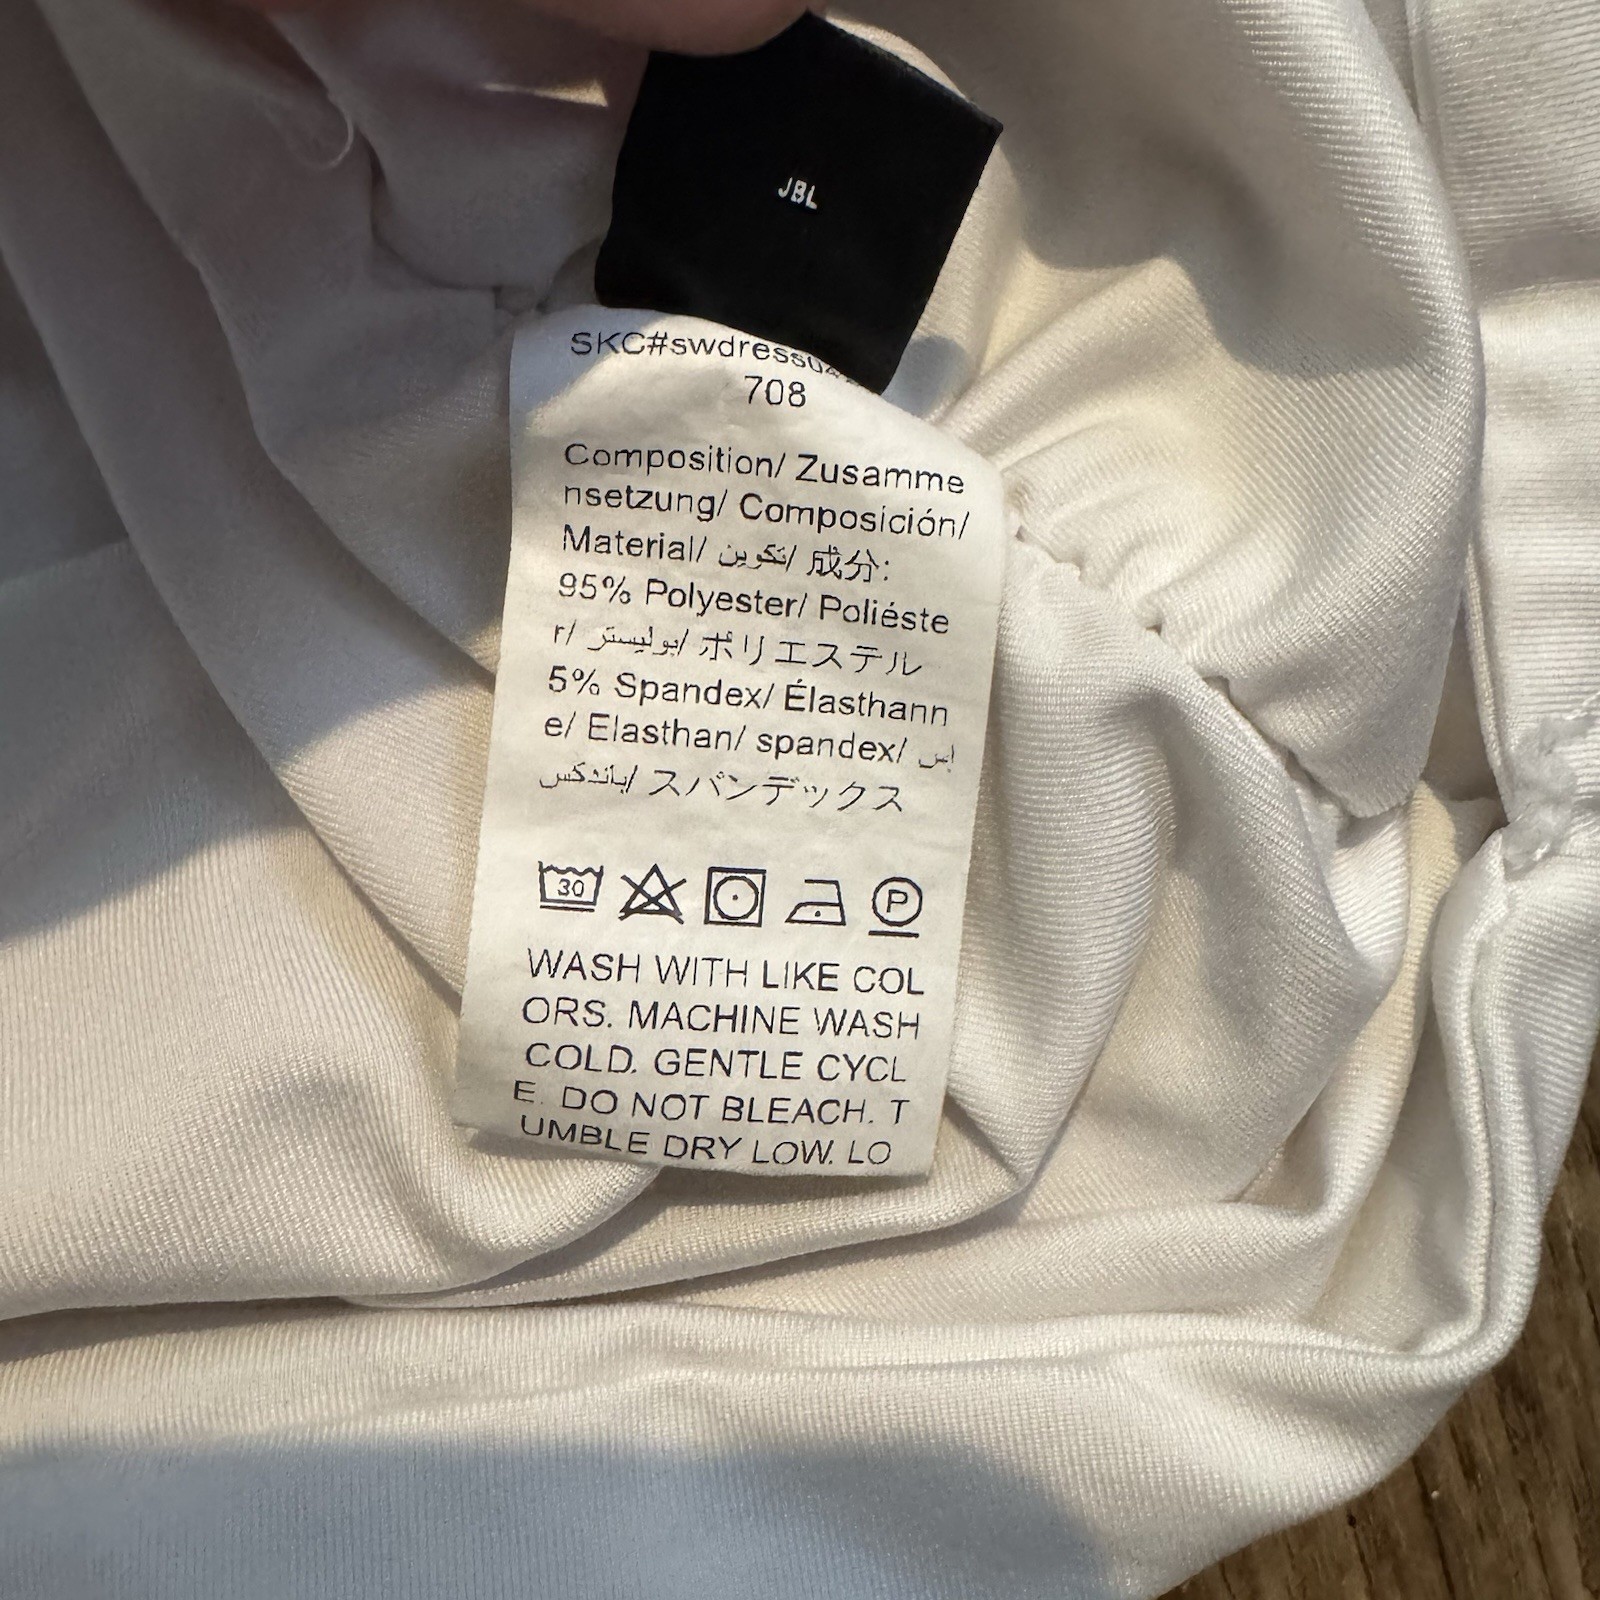 JBL
SKC#swdress04
708
Composition/ Zusamme
nsetzung/ Composición/
Material/ تكوين/ 成分:
95% Polyester/ Poliéste
r/ بوليستر/ ポリエステル
5% Spandex/ Élasthann
e/ Elasthan/ spandex/ إس
باندكس/ スパンデックス
30
P
WASH WITH LIKE COL
ORS. MACHINE WASH
COLD. GENTLE CYCL
E. DO NOT BLEACH. T
UMBLE DRY LOW. LO